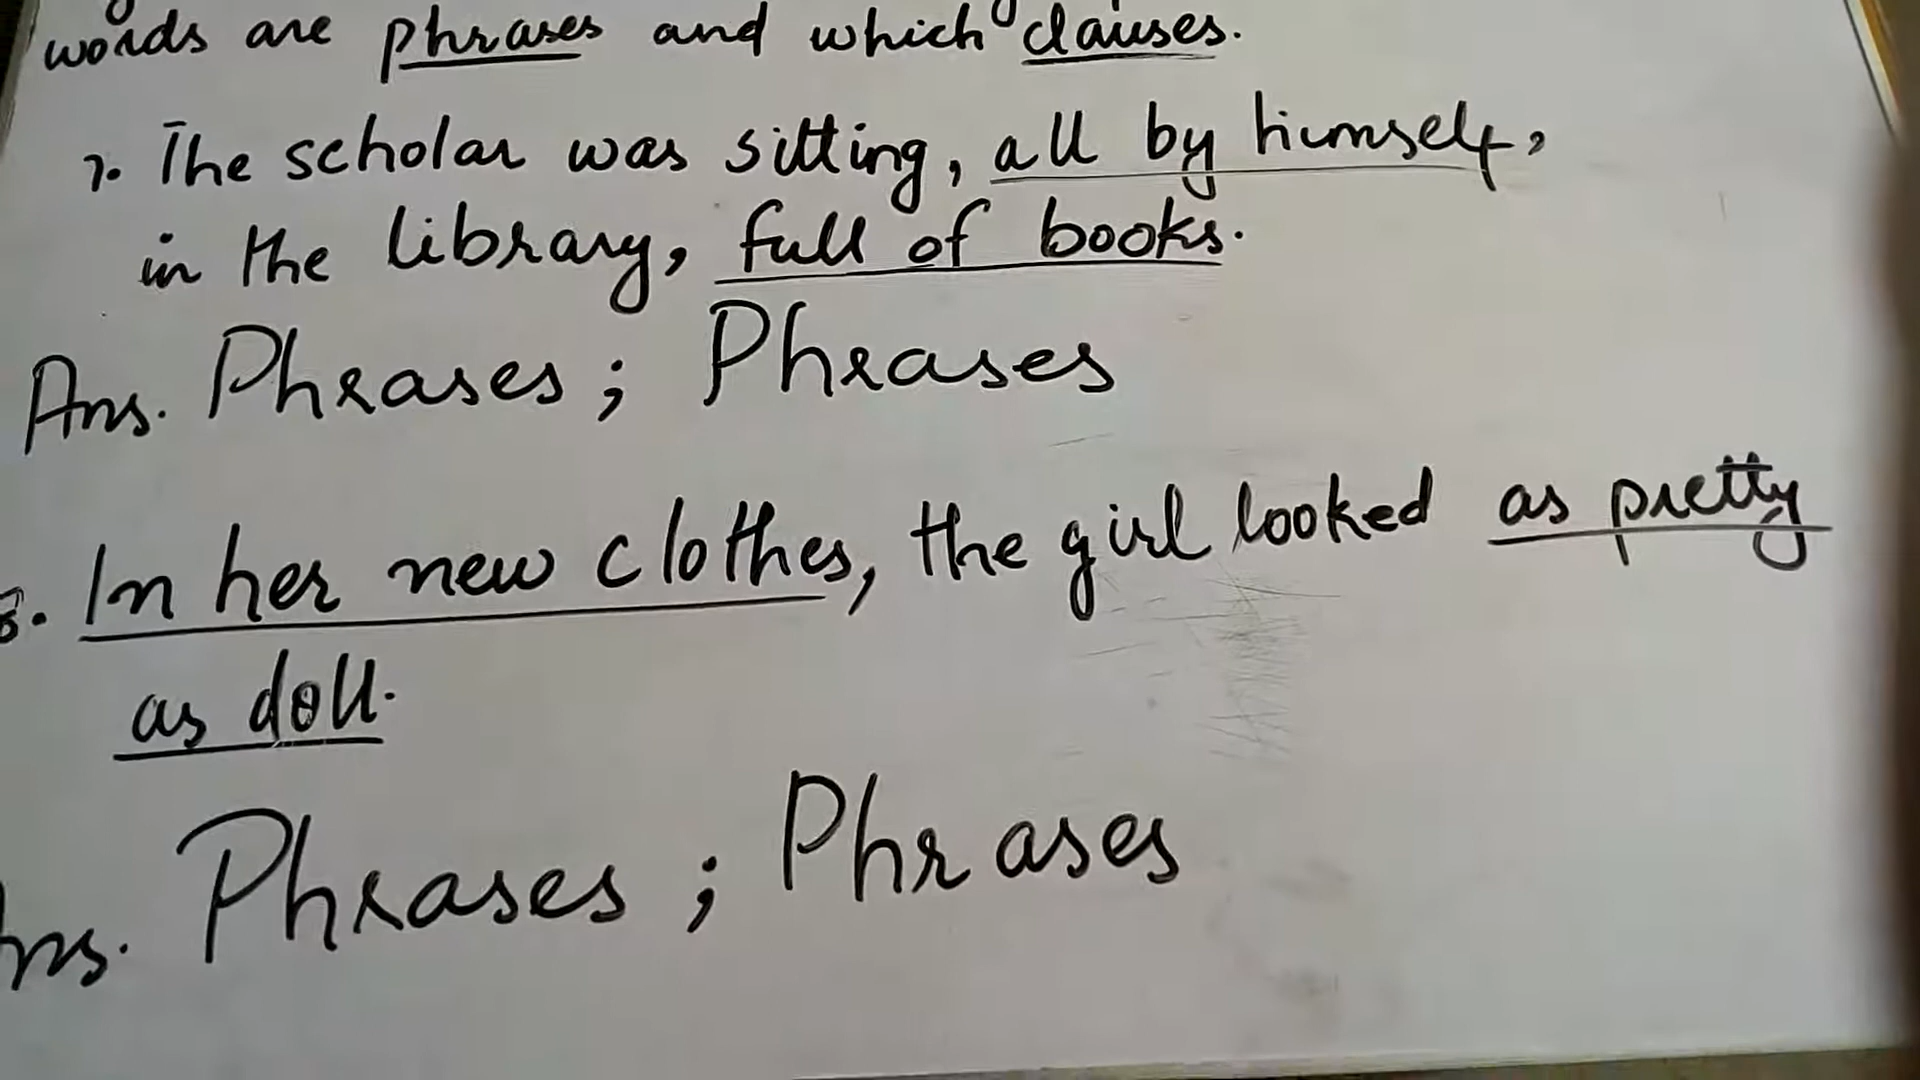 words are phrases and which clauses.
7. The scholar was sitting, all by himself,
in the library, full of books.
Ans. Phrases ; Phrases
8. In her new clothes, the girl looked as pretty
as doll.
Ans. Phrases ; Phrases